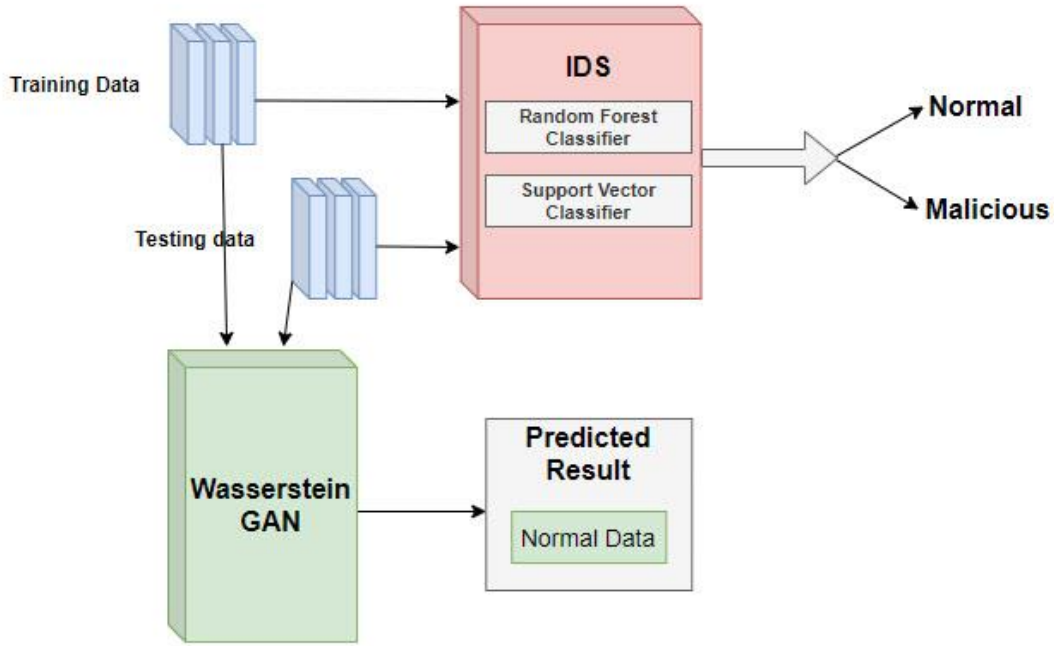 IDS
Training Data
Random Forest
Classifier
Normal
Support Vector
Classifier
Malicious
Testing data
Predicted
Result
Wasserstein
GAN
Normal Data